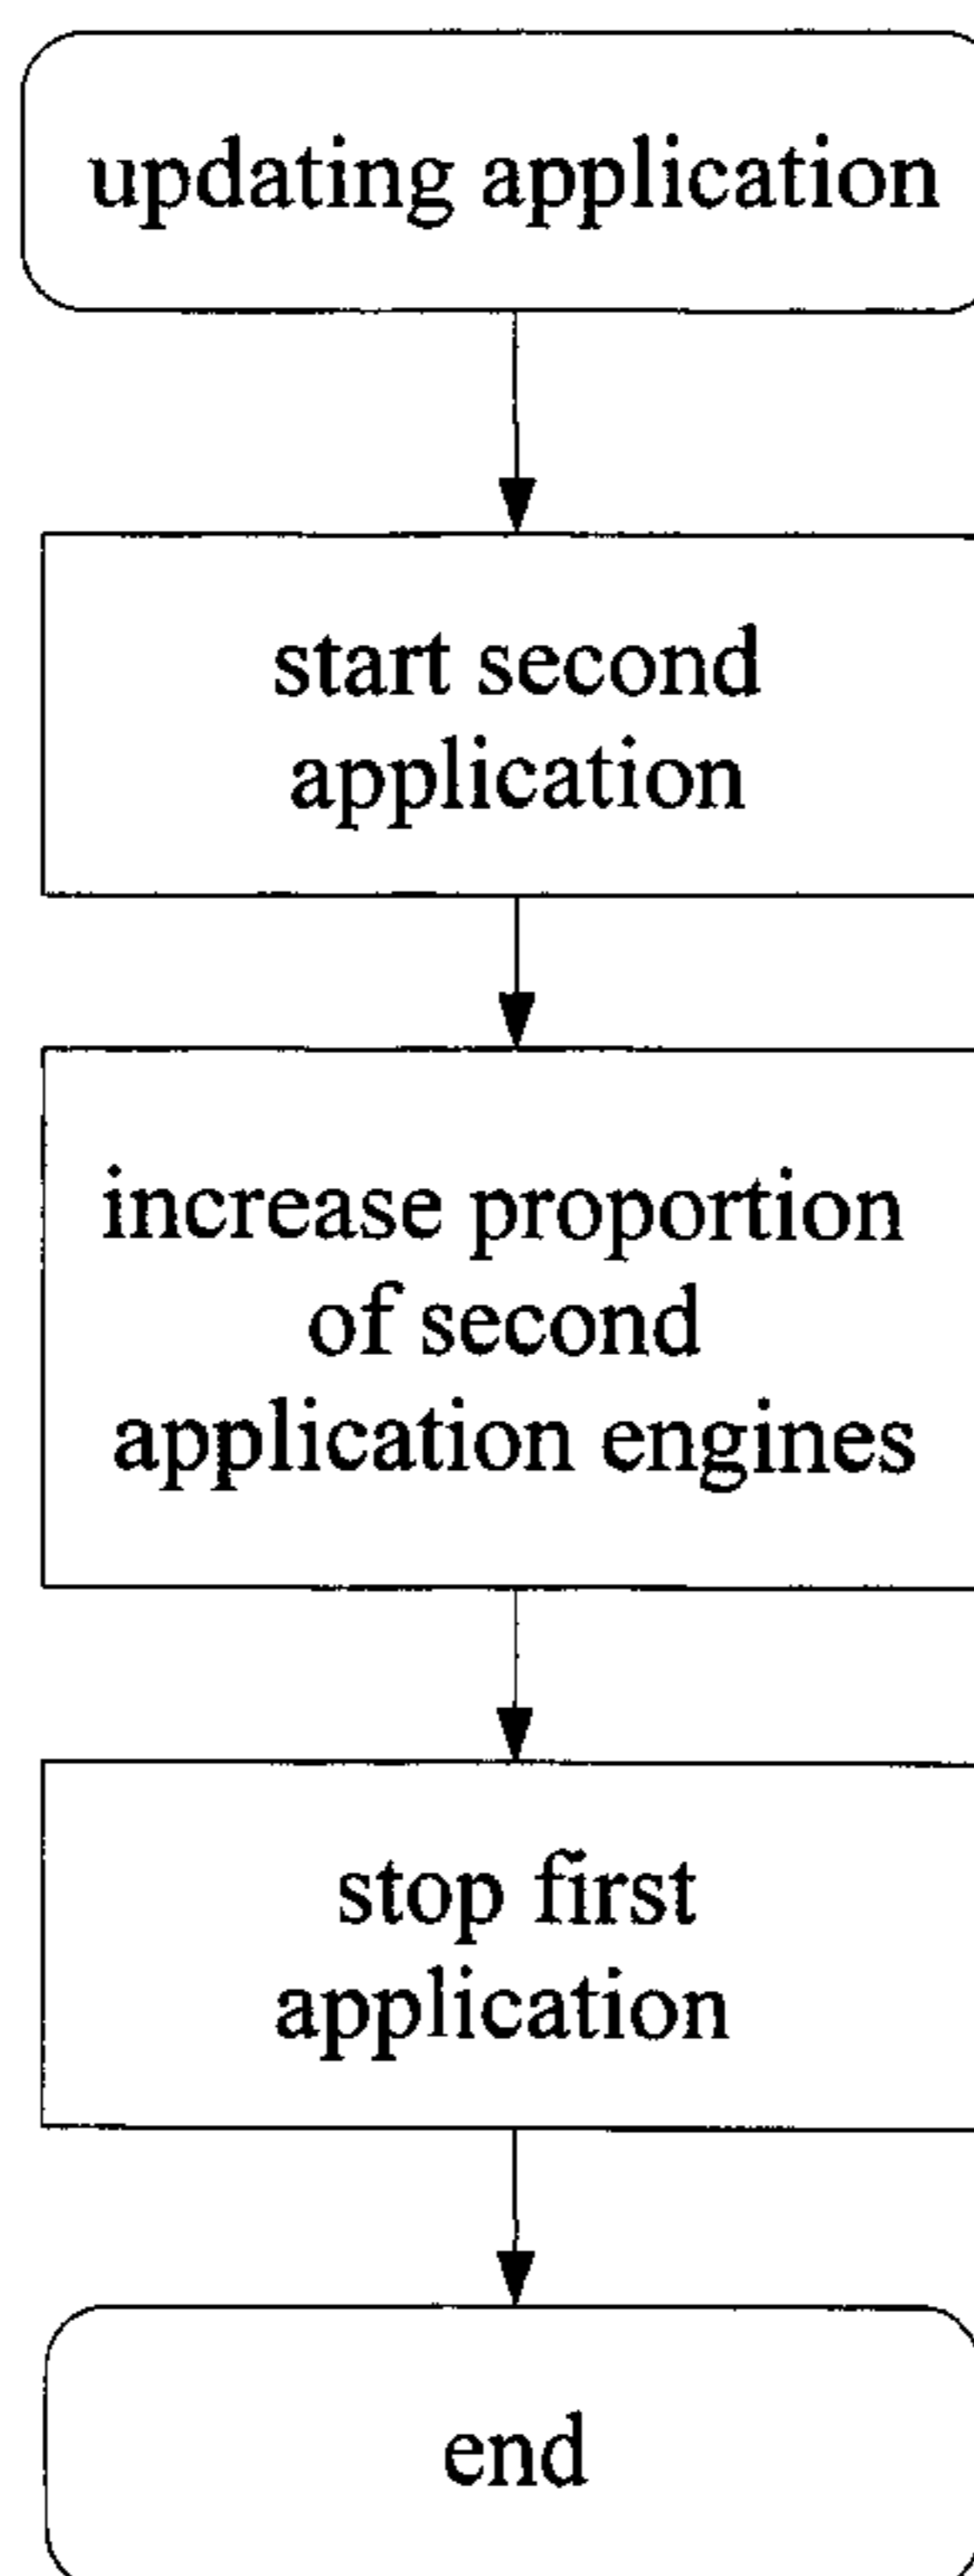 updating application
start second
application
increase proportion
of second
application engines
stop first
application
end